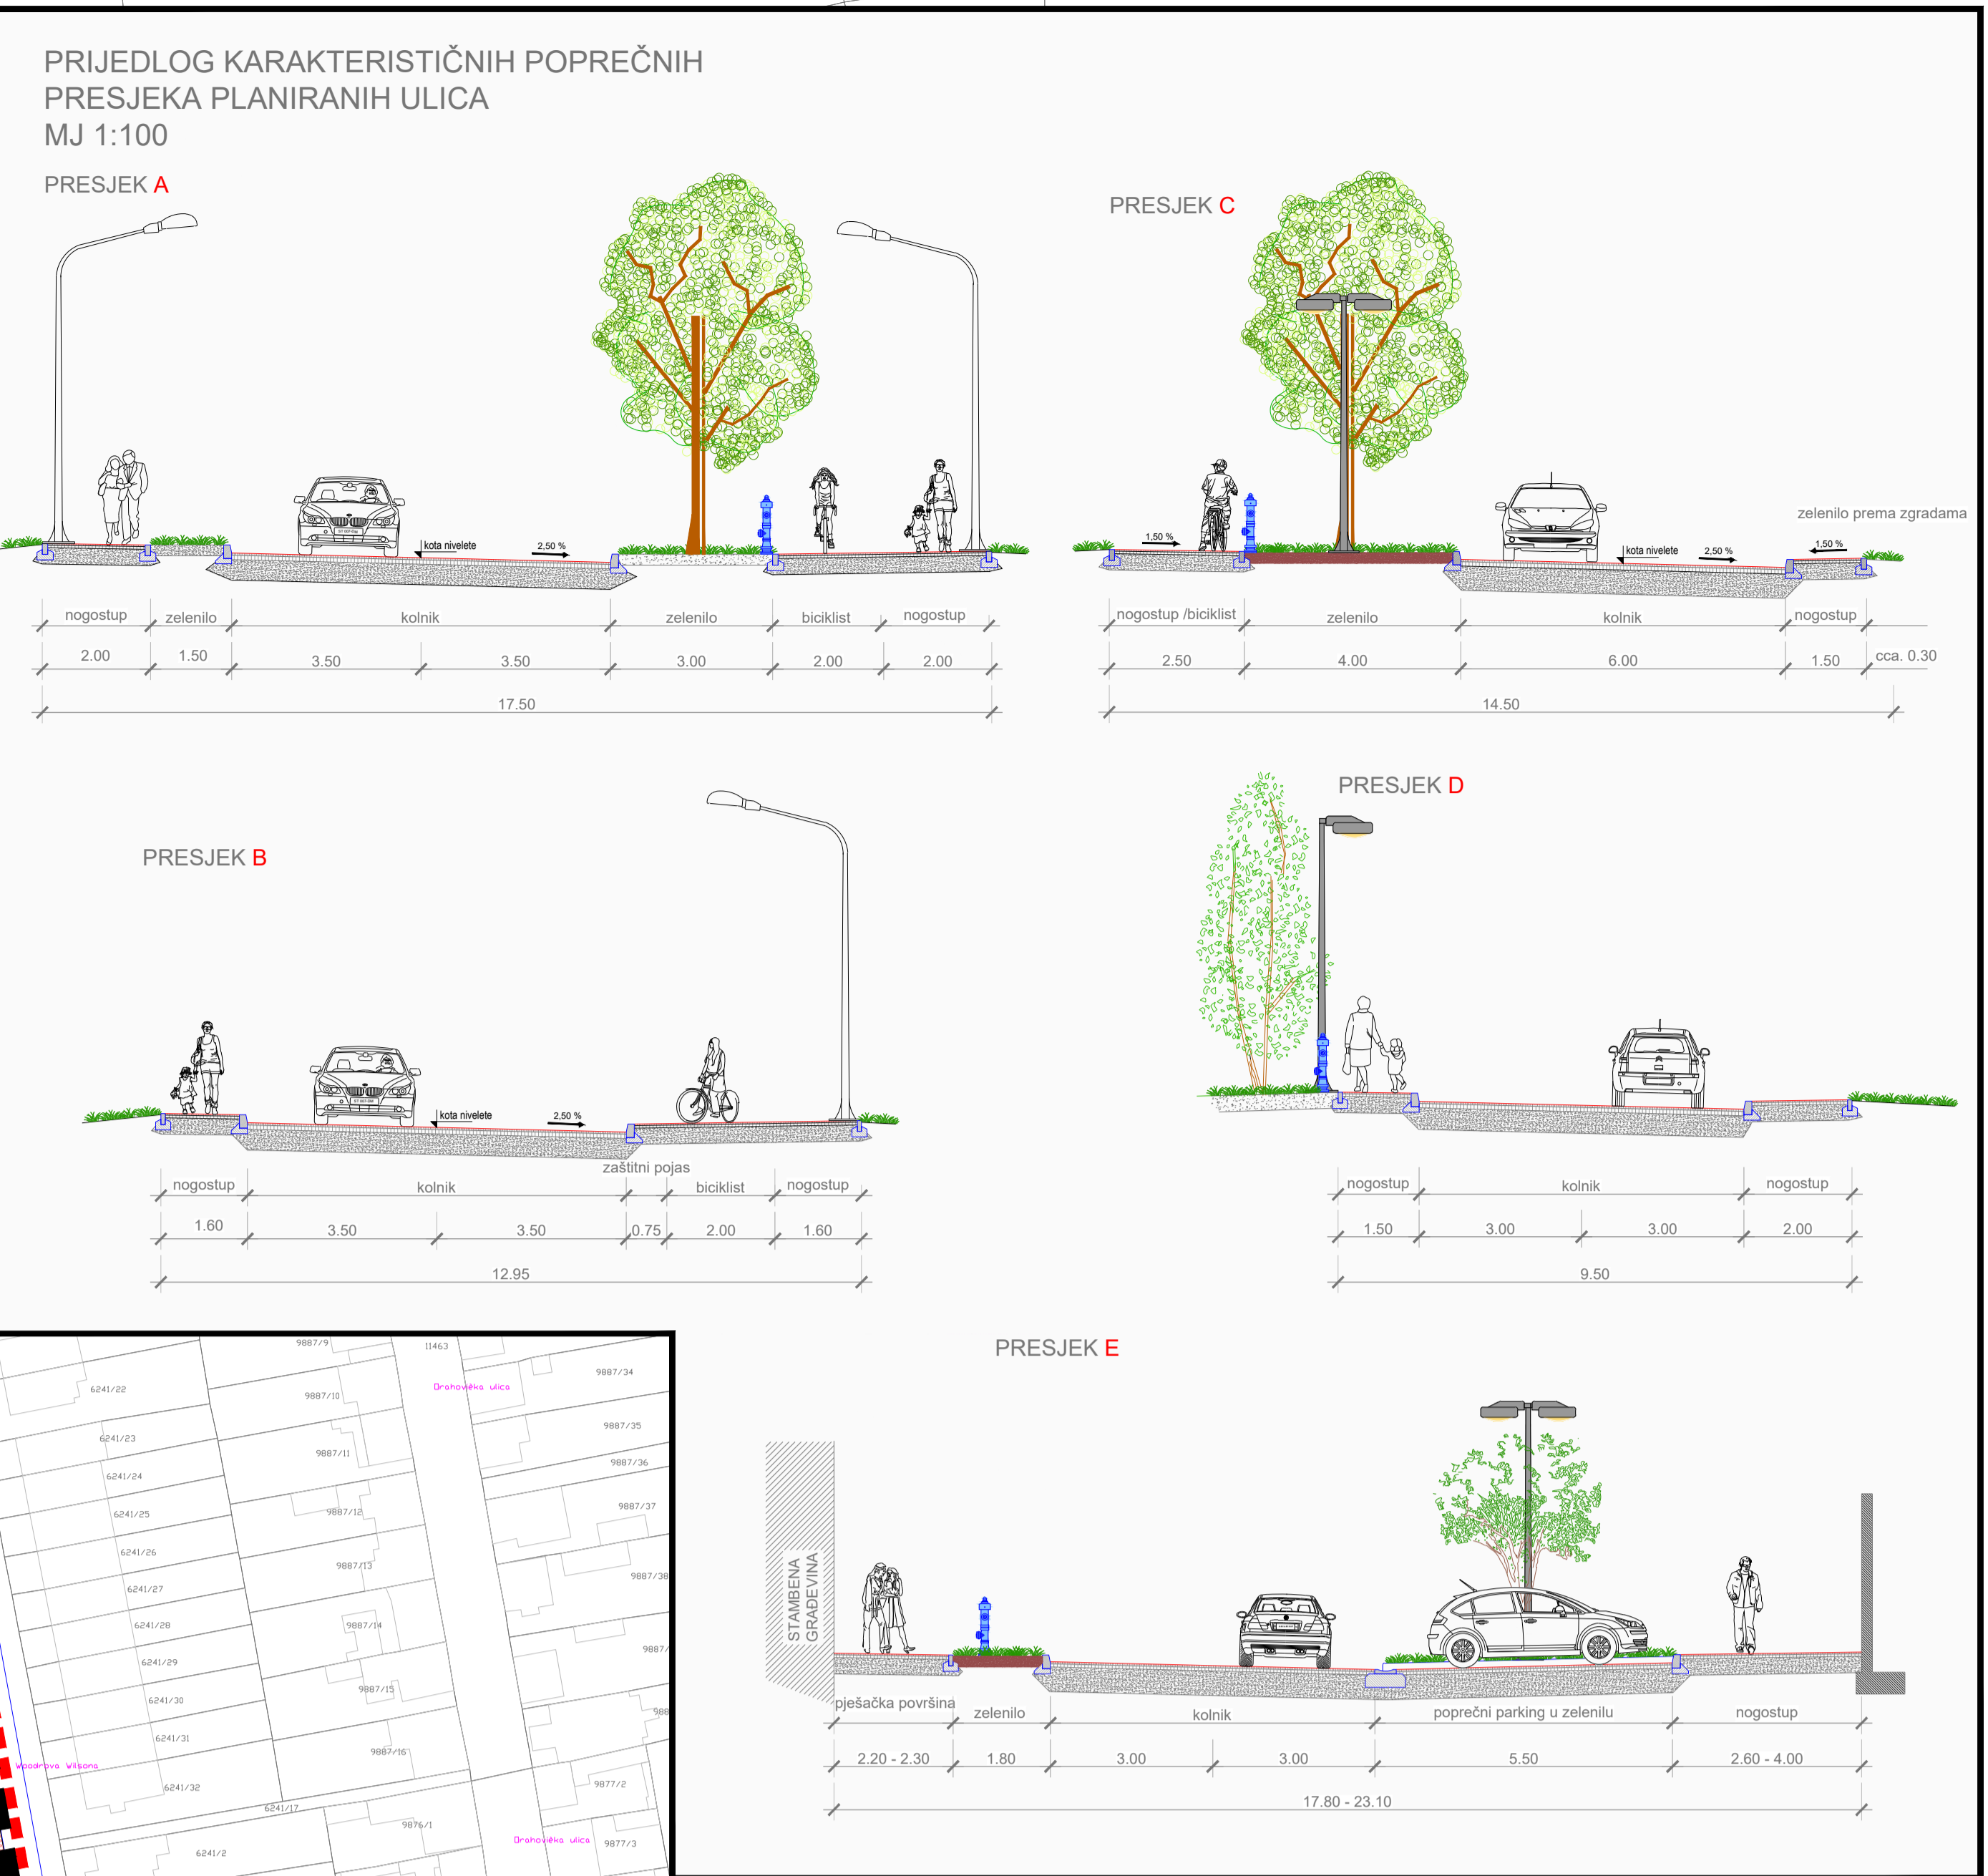 PRIJEDLOG KARAKTERISTIČNIH POPREČNIH
PRESJEKA PLANIRANIH ULICA
MJ 1:100
PRESJEK A
kota nivelete
2,50 %
nogostup zelenilo kolnik zelenilo biciklist nogostup
2.00 1.50 3.50 3.50 3.00 2.00 2.00
17.50
PRESJEK C
zelenilo prema zgradama
1,50 %
kota nivelete
2,50 %
1,50 %
nogostup /biciklist zelenilo kolnik nogostup
2.50 4.00 6.00 1.50 cca. 0.30
14.50
PRESJEK B
kota nivelete
2,50 %
zaštitni pojas
nogostup kolnik biciklist nogostup
1.60 3.50 3.50 0.75 2.00 1.60
12.95
PRESJEK D
nogostup kolnik nogostup
1.50 3.00 3.00 2.00
9.50
PRESJEK E
STAMBENA
GRAĐEVINA
pješačka površina zelenilo kolnik poprečni parking u zelenilu nogostup
2.20 - 2.30 1.80 3.00 3.00 5.50 2.60 - 4.00
17.80 - 23.10
9887/9
11463
9887/34
Orahovička ulica
6241/22
9887/10
9887/35
6241/23
9887/11
9887/36
6241/24
9887/37
6241/25
9887/12
6241/26
9887/13
9887/38
6241/27
6241/28
9887/14
9887/
6241/29
9887/15
6241/30
988
6241/31
9887/16
Woodrova Wilsona
6241/32
9877/2
6241/17
9876/1
Orahovička ulica
9877/3
6241/2